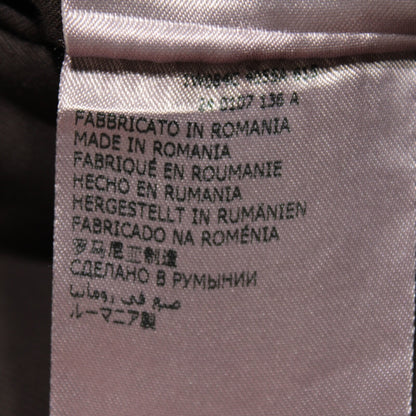 FABBRICATO IN ROMANIA
MADE IN ROMANIA
FABRIQUÉ EN ROUMANIE
HECHO EN RUMANIA
HERGESTELLT IN RUMÄNIEN
FABRICADO NA ROMÉNIA
罗马尼亚制造
СДЕЛАНО В РУМЫНИИ
صنع في رومانيا
ルーマニア製